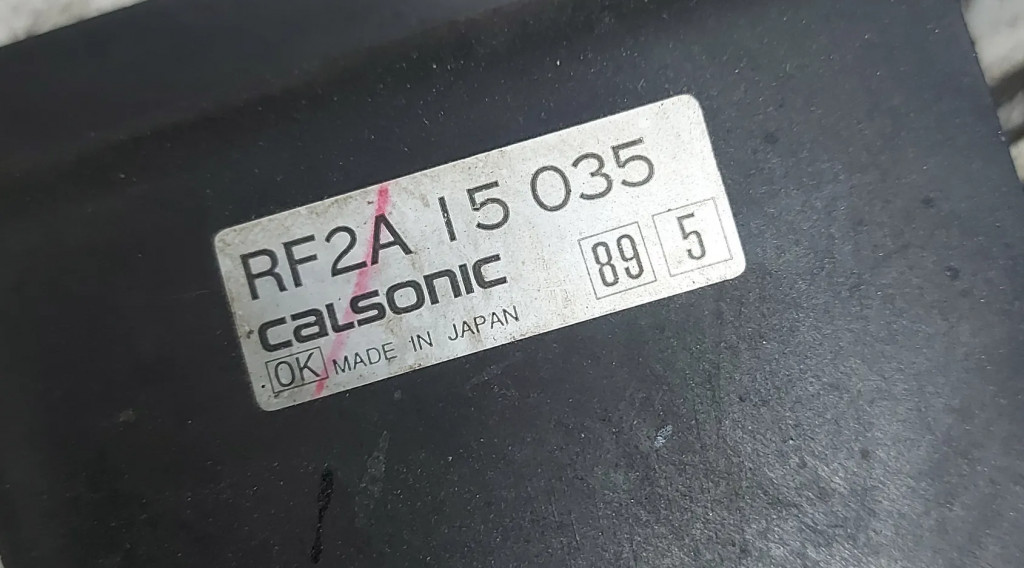 RF2A 15 035
calsonic 89 5
OK MADE IN JAPAN